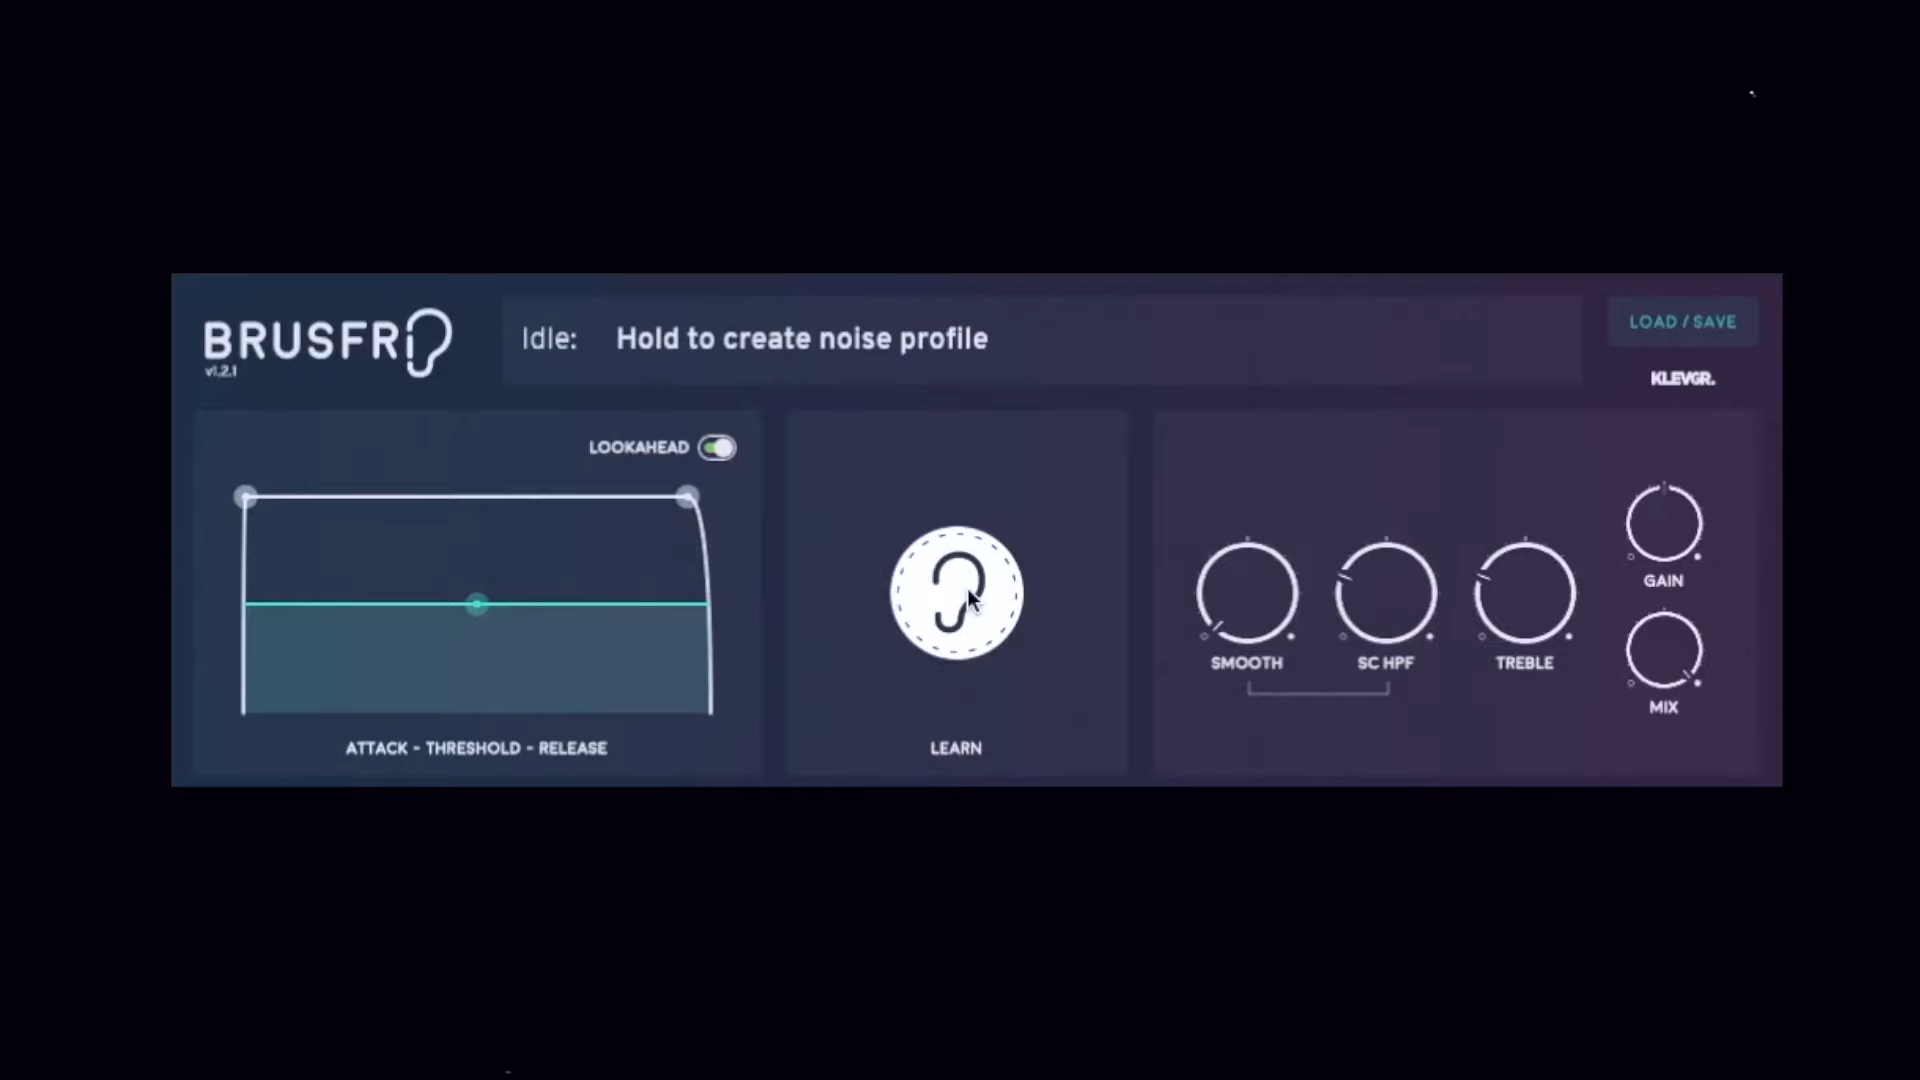 BRUSFRI
v1.2.1
Idle: Hold to create noise profile
LOAD / SAVE
KLEVGR.
LOOKAHEAD
ATTACK - THRESHOLD - RELEASE
LEARN
SMOOTH
SC HPF
TREBLE
GAIN
MIX